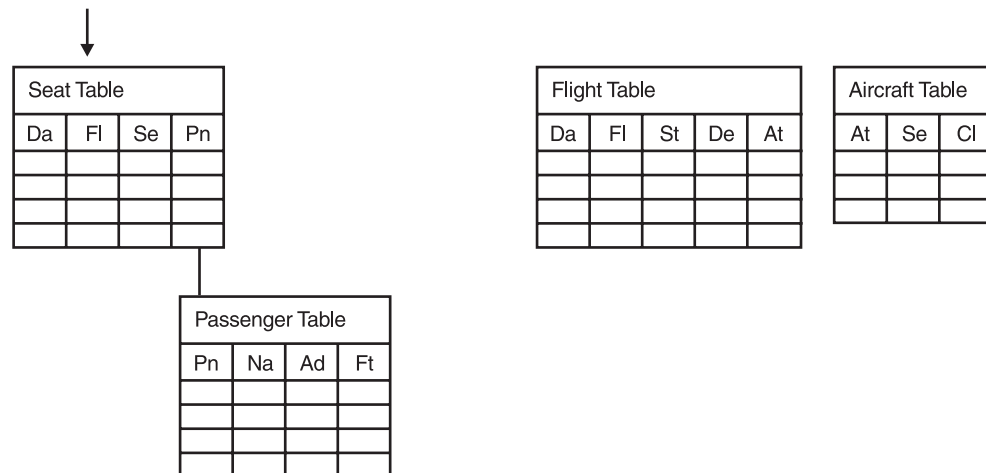 Seat Table
Da Fl Se Pn
Flight Table
Da Fl St De At
Aircraft Table
At Se Cl
Passenger Table
Pn Na Ad Ft